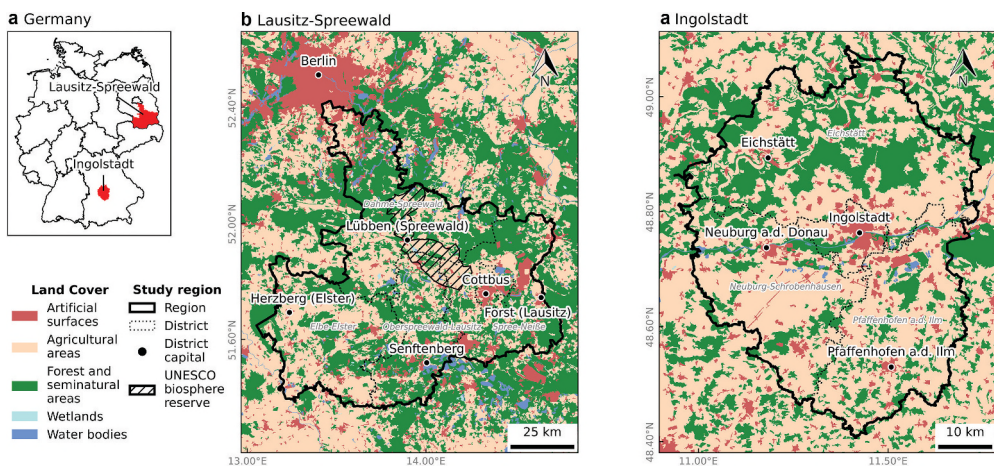 a Germany
Lausitz-Spreewald
Ingolstadt
Land Cover
Artificial
surfaces
Agricultural
areas
Forest and
seminatural
areas
Wetlands
Water bodies
Study region
Region
District
District
capital
UNESCO
biosphere
reserve
b Lausitz-Spreewald
Berlin
N
52.40°N
52.00°N
51.60°N
Dahme-Spreewald
Lübben (Spreewald)
Cottbus
Herzberg (Elster)
Forst (Lausitz)
Elbe-Elster
Oberspreewald-Lausitz
Spree-Neiße
Senftenberg
25 km
13.00°E
14.00°E
a Ingolstadt
N
49.00°N
48.80°N
48.60°N
48.40°N
Eichstätt
Eichstätt
Ingolstadt
Neuburg a.d. Donau
Neuburg-Schrobenhausen
Pfaffenhofen a.d. Ilm
Pfaffenhofen a.d. Ilm
10 km
11.00°E
11.50°E